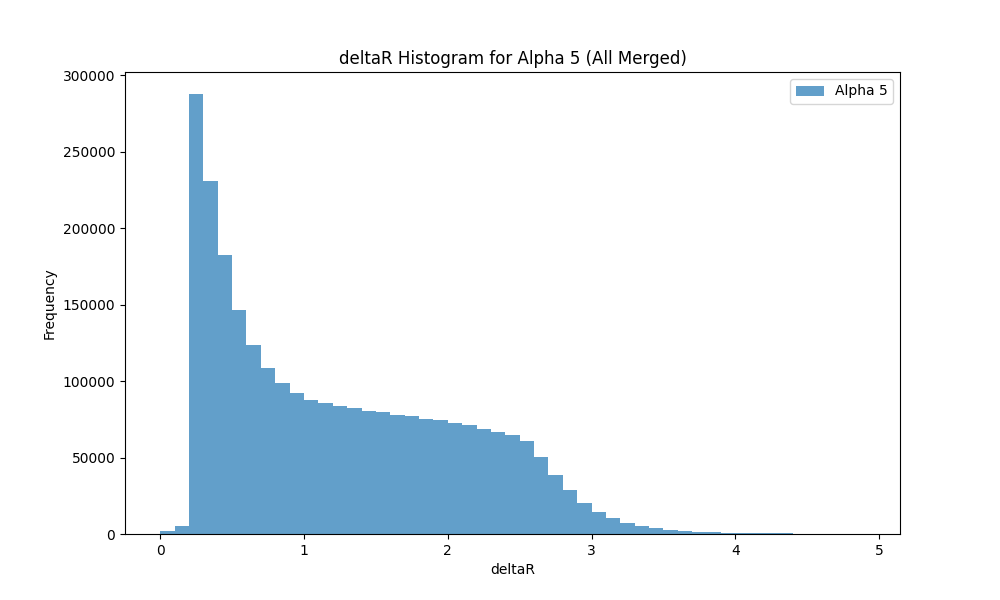 deltaR Histogram for Alpha 5 (All Merged)
Alpha 5
Frequency
300000
250000
200000
150000
100000
50000
0
0 1 2 3 4 5
deltaR